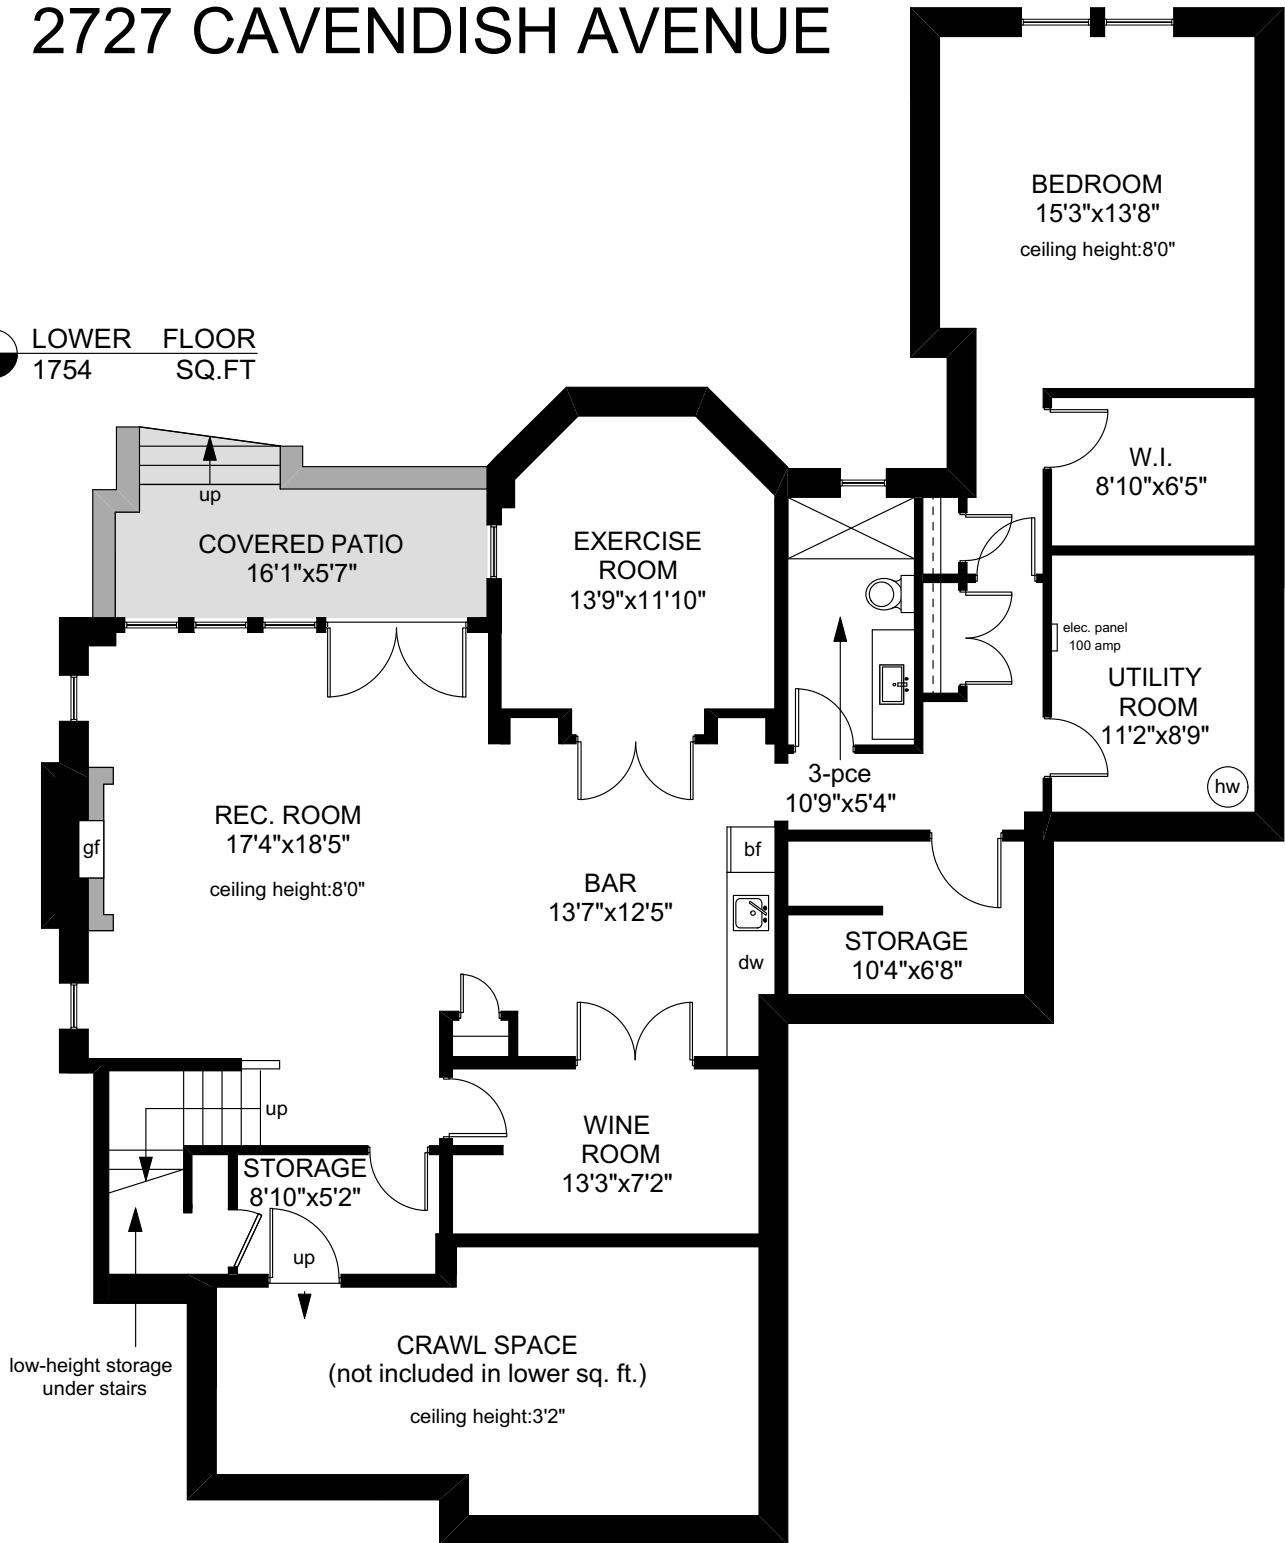 2727 CAVENDISH AVENUE
LOWER FLOOR
1754 SQ.FT
BEDROOM
15'3"x13'8"
ceiling height:8'0"
W.I.
8'10"x6'5"
up
COVERED PATIO
16'1"x5'7"
EXERCISE
ROOM
13'9"x11'10"
elec. panel
100 amp
UTILITY
ROOM
11'2"x8'9"
hw
3-pce
10'9"x5'4"
REC. ROOM
17'4"x18'5"
ceiling height:8'0"
gf
BAR
13'7"x12'5"
bf
dw
STORAGE
10'4"x6'8"
up
WINE
ROOM
13'3"x7'2"
STORAGE
8'10"x5'2"
up
low-height storage
under stairs
CRAWL SPACE
(not included in lower sq. ft.)
ceiling height:3'2"